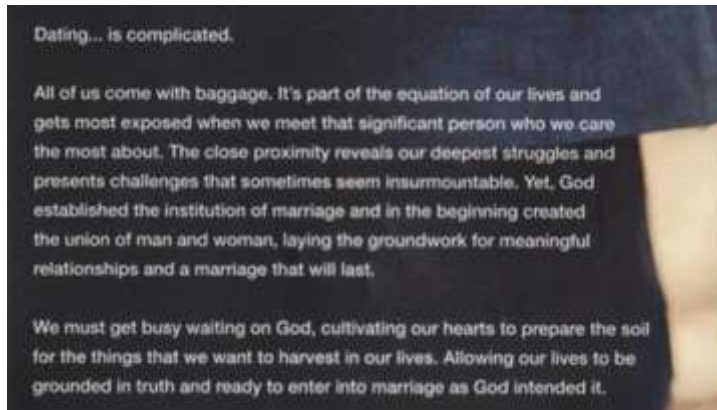 Dating... is complicated.
All of us come with baggage. It's part of the equation of our lives and
gets most exposed when we meet that significant person who we care
the most about. The close proximity reveals our deepest struggles and
presents challenges that sometimes seem insurmountable. Yet, God
established the institution of marriage and in the beginning created
the union of man and woman, laying the groundwork for meaningful
relationships and a marriage that will last.
We must get busy waiting on God, cultivating our hearts to prepare the soil
for the things that we want to harvest in our lives. Allowing our lives to be
grounded in truth and ready to enter into marriage as God intended it.